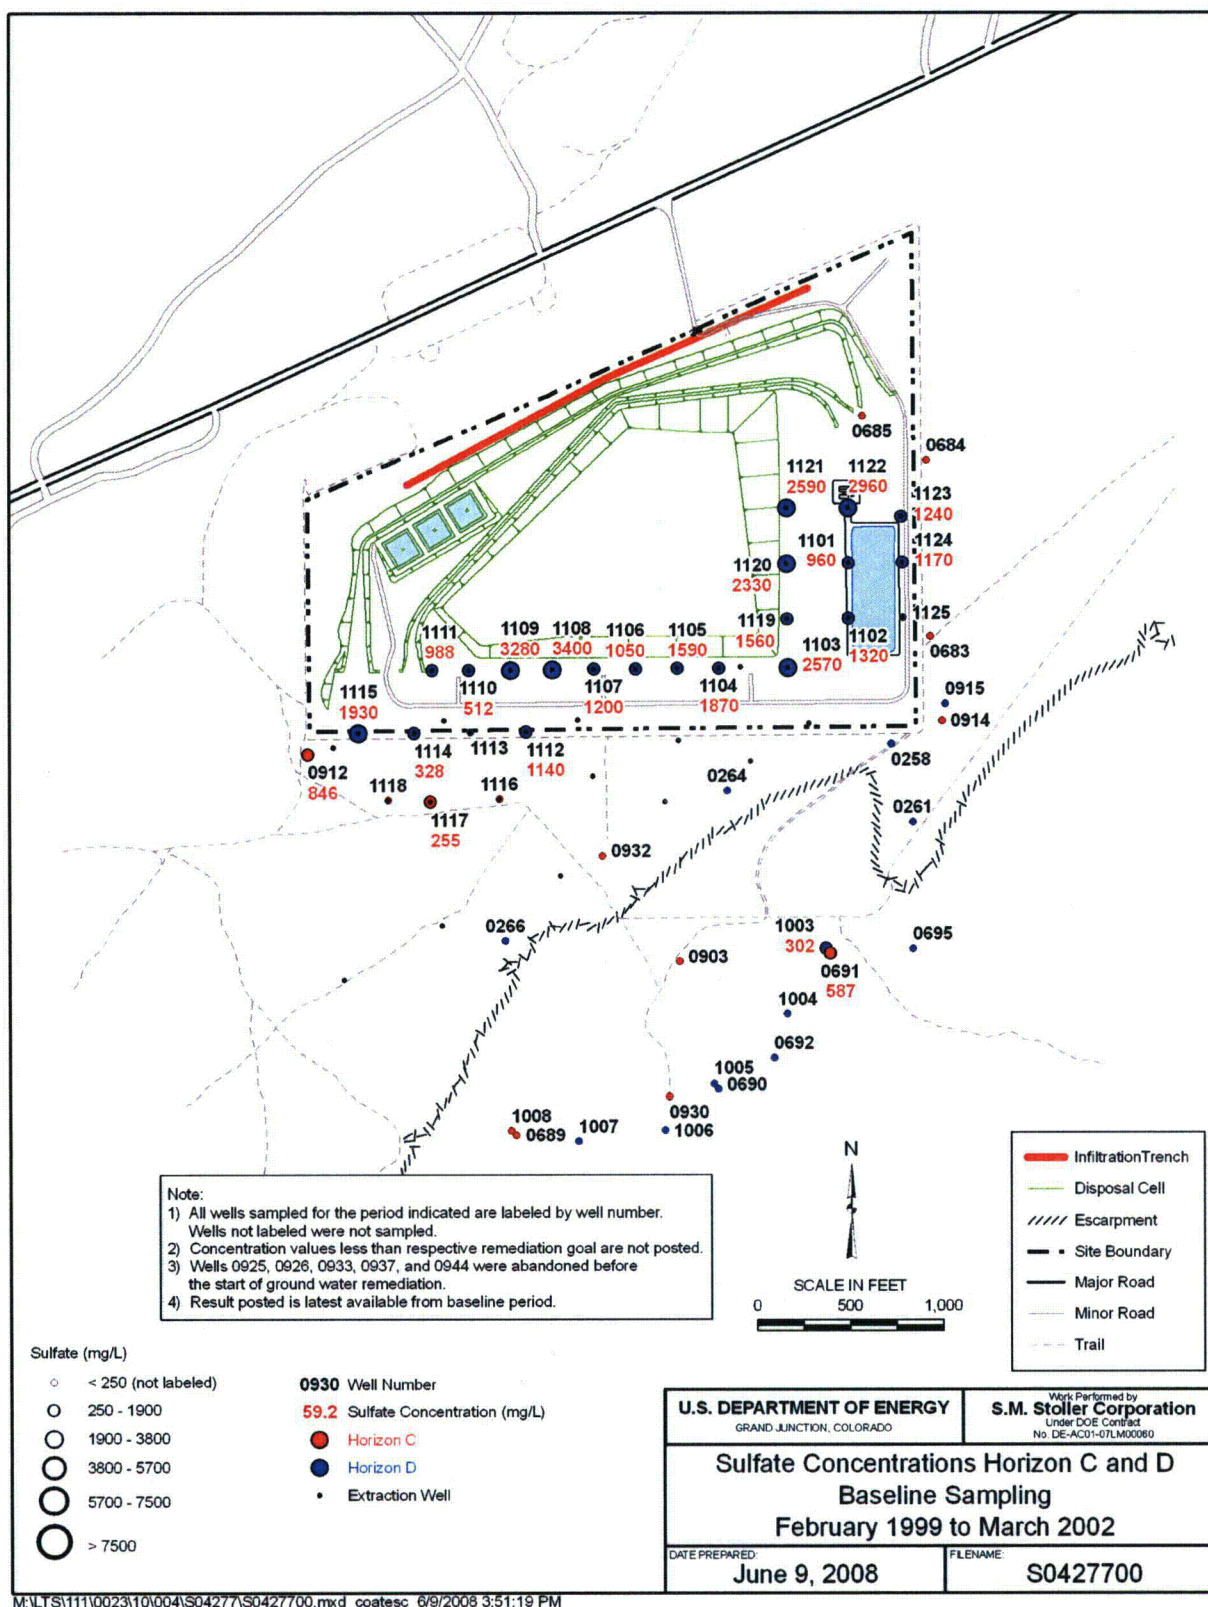 0685
0684
1121
2590
1122
2960
1123
1240
1101
960
1124
1170
1120
2330
1125
1119
1560
1102
1320
1103
2570
0683
1111
988
1109
3280
1108
3400
1106
1050
1105
1590
1110
512
1107
1200
1104
1870
0915
0914
1115
1930
1114
328
1113
1112
1140
0258
0912
846
1118
1117
255
1116
0264
0261
0932
0266
0903
1003
302
0691
587
0695
1004
0692
1005
0690
0930
1006
1008
0689
1007
N
SCALE IN FEET
0 500 1,000
Note:
1) All wells sampled for the period indicated are labeled by well number.
Wells not labeled were not sampled.
2) Concentration values less than respective remediation goal are not posted.
3) Wells 0925, 0926, 0933, 0937, and 0944 were abandoned before
the start of ground water remediation.
4) Result posted is latest available from baseline period.
InfiltrationTrench
Disposal Cell
Escarpment
Site Boundary
Major Road
Minor Road
Trail
Sulfate (mg/L)
< 250 (not labeled)
250 - 1900
1900 - 3800
3800 - 5700
5700 - 7500
> 7500
0930 Well Number
59.2 Sulfate Concentration (mg/L)
Horizon C
Horizon D
Extraction Well
U.S. DEPARTMENT OF ENERGY
GRAND JUNCTION, COLORADO
Work Performed by
S.M. Stoller Corporation
Under DOE Contract
No. DE-AC01-07LM00060
Sulfate Concentrations Horizon C and D
Baseline Sampling
February 1999 to March 2002
DATE PREPARED:
June 9, 2008
FILENAME:
S0427700
M:\LTS\111\0023\10\004\S04277\S0427700.mxd coatesc 6/9/2008 3:51:19 PM